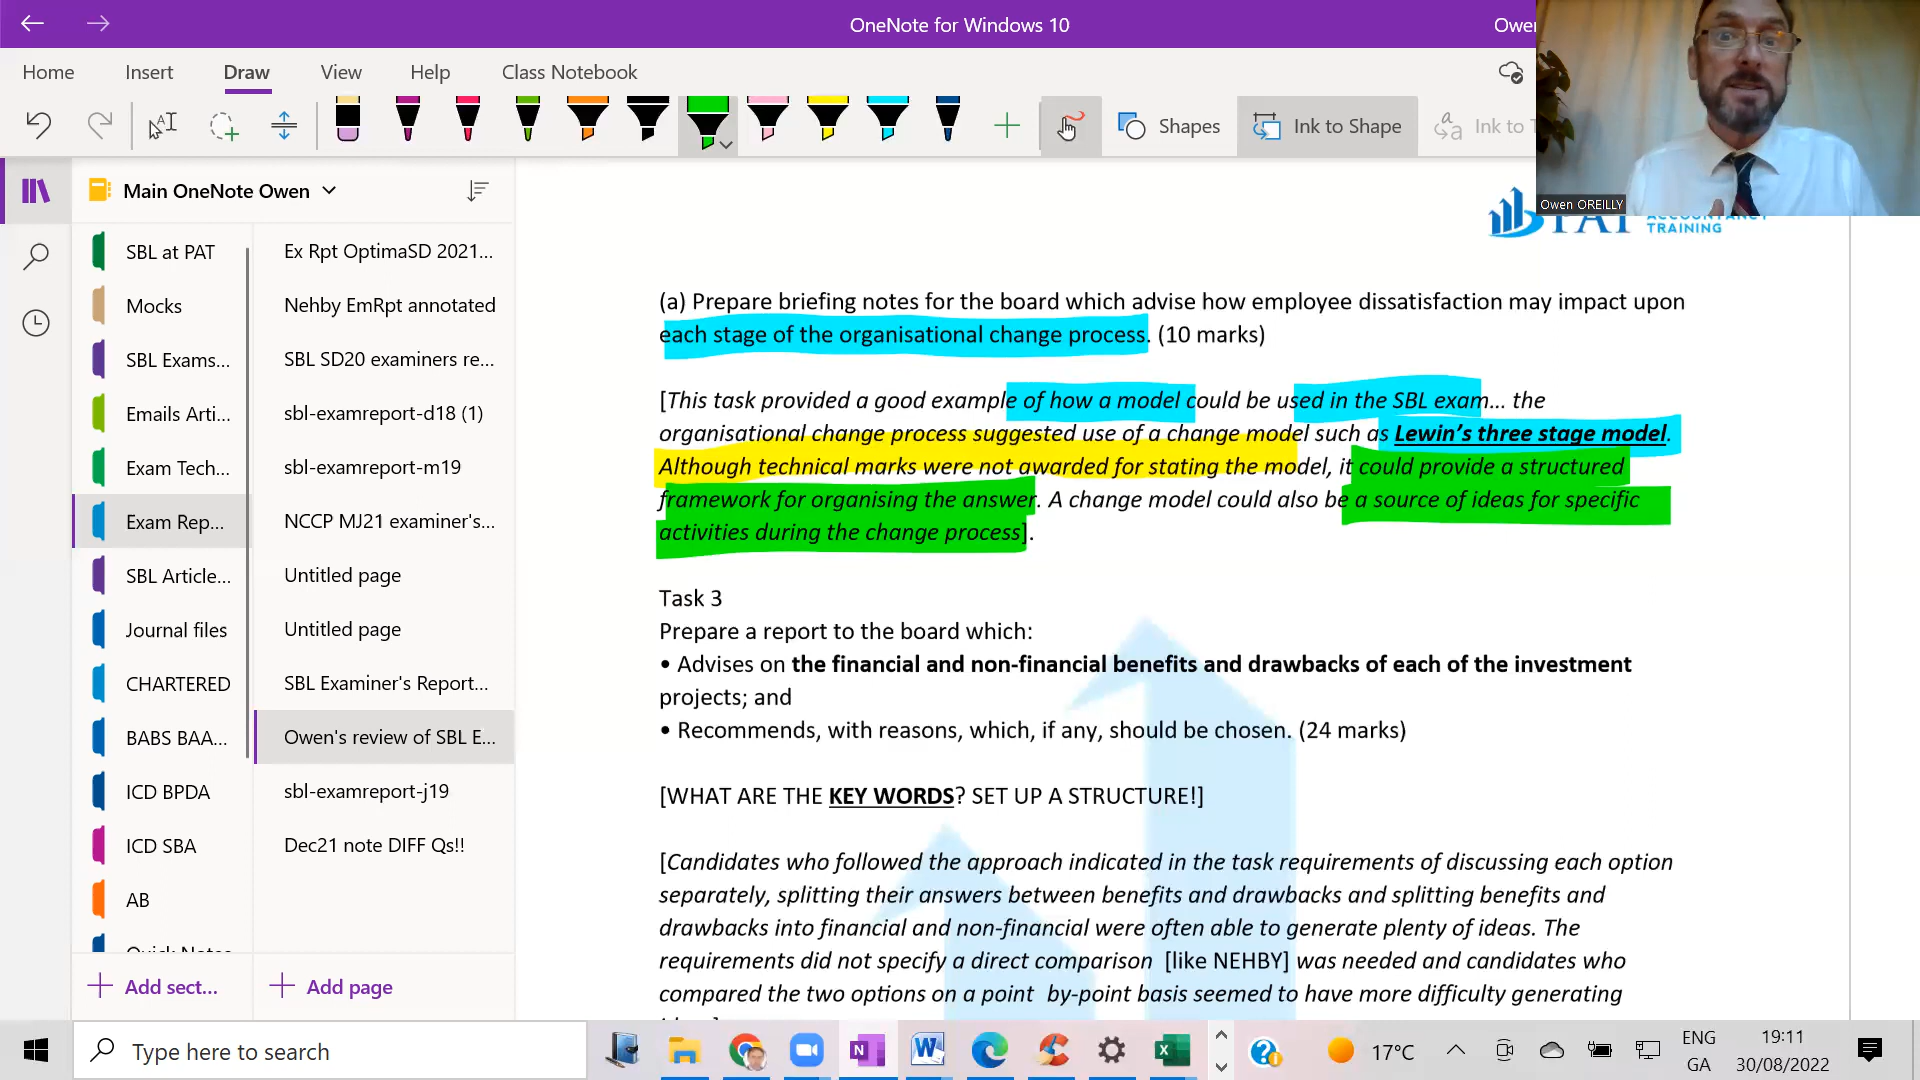 OneNote for Windows 10
Home
Insert
Draw
View
Help
Class Notebook
Shapes
Ink to Shape
Ink to
Owen OREILLY
Main OneNote Owen
SBL at PAT
Mocks
SBL Exams...
Emails Arti...
Exam Tech...
Exam Rep...
SBL Article...
Journal files
CHARTERED
BABS BAA...
ICD BPDA
ICD SBA
AB
Quick Notes
Add sect...
Ex Rpt OptimaSD 2021...
Nehby EmRpt annotated
SBL SD20 examiners re...
sbl-examreport-d18 (1)
sbl-examreport-m19
NCCP MJ21 examiner's...
Untitled page
Untitled page
SBL Examiner's Report...
Owen's review of SBL E...
sbl-examreport-j19
Dec21 note DIFF Qs!!
Add page
PAT
TRAINING
(a) Prepare briefing notes for the board which advise how employee dissatisfaction may impact upon
each stage of the organisational change process. (10 marks)
[This task provided a good example of how a model could be used in the SBL exam... the
organisational change process suggested use of a change model such as Lewin's three stage model.
Although technical marks were not awarded for stating the model, it could provide a structured
framework for organising the answer. A change model could also be a source of ideas for specific
activities during the change process].
Task 3
Prepare a report to the board which:
• Advises on the financial and non-financial benefits and drawbacks of each of the investment
projects; and
• Recommends, with reasons, which, if any, should be chosen. (24 marks)
[WHAT ARE THE KEY WORDS? SET UP A STRUCTURE!]
[Candidates who followed the approach indicated in the task requirements of discussing each option
separately, splitting their answers between benefits and drawbacks and splitting benefits and
drawbacks into financial and non-financial were often able to generate plenty of ideas. The
requirements did not specify a direct comparison [like NEHBY] was needed and candidates who
compared the two options on a point by-point basis seemed to have more difficulty generating
Type here to search
17°C
ENG
GA
19:11
30/08/2022